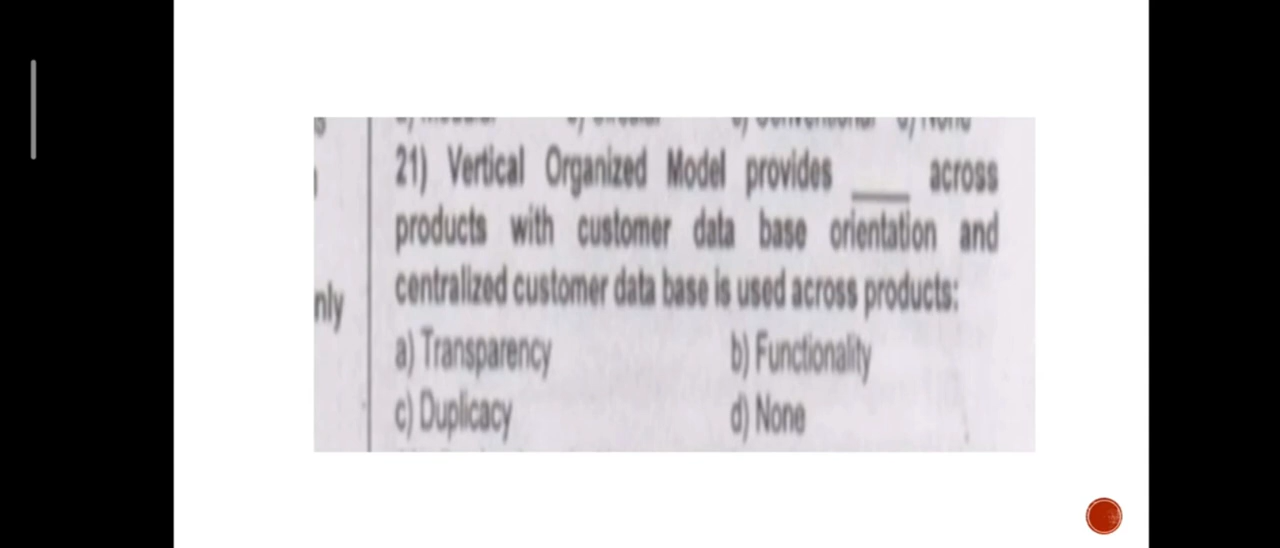 21) Vertical Organized Model provides ____ across
products with customer data base orientation and
centralized customer data base is used across products:
a) Transparency b) Functionality
c) Duplicacy d) None
nly